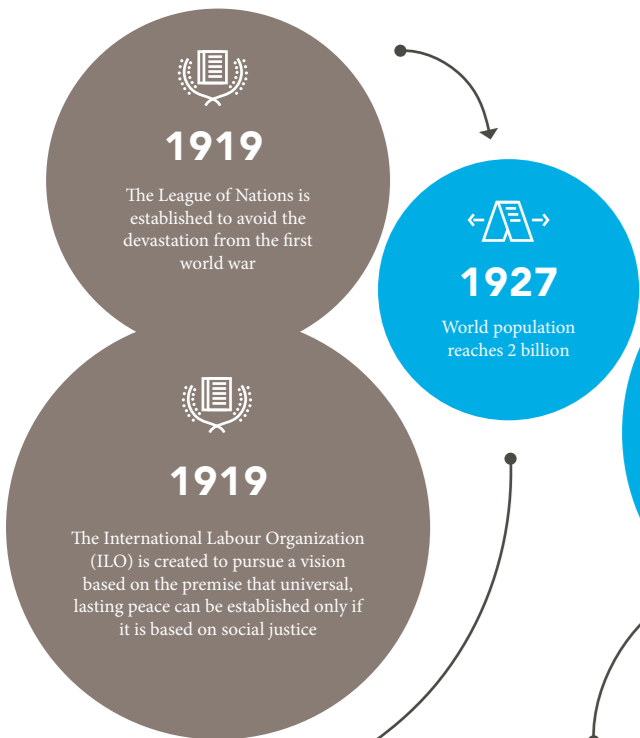 1919
The League of Nations is
established to avoid the
devastation from the first
world war
1919
The International Labour Organization
(ILO) is created to pursue a vision
based on the premise that universal,
lasting peace can be established only if
it is based on social justice
1927
World population
reaches 2 billion